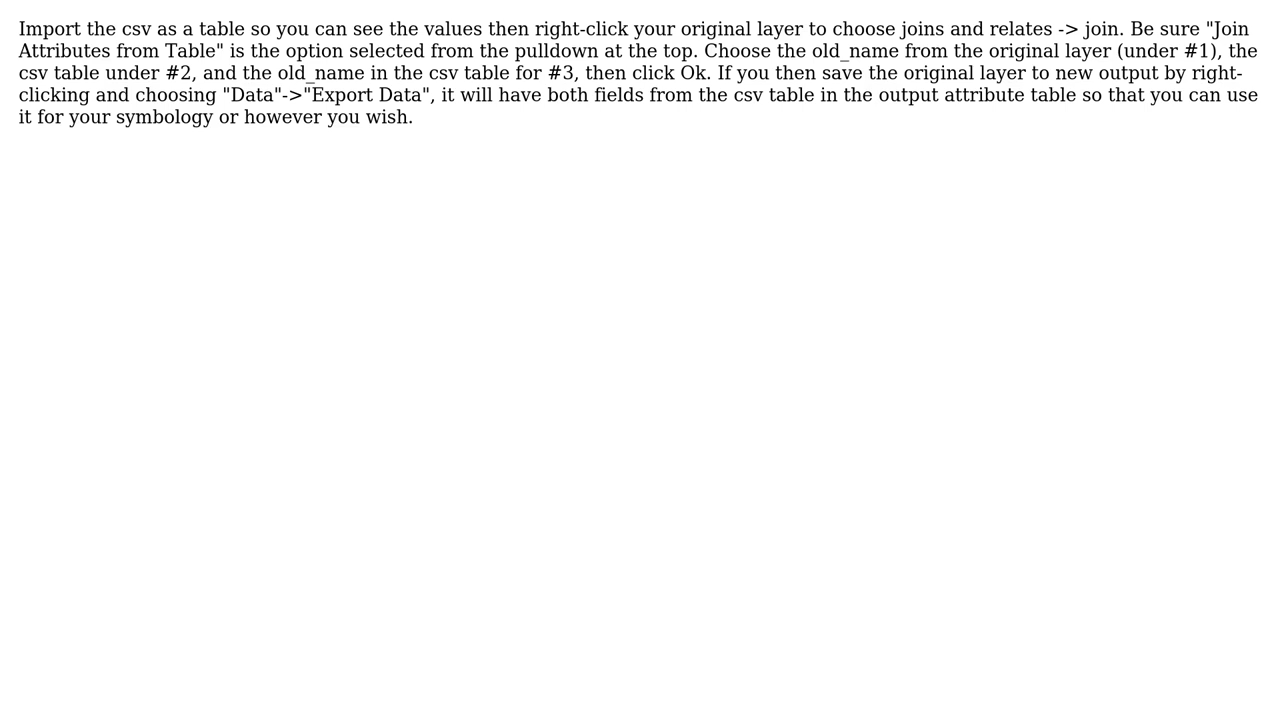 Import the csv as a table so you can see the values then right-click your original layer to choose joins and relates -> join. Be sure "Join
Attributes from Table" is the option selected from the pulldown at the top. Choose the old_name from the original layer (under #1), the
csv table under #2, and the old_name in the csv table for #3, then click Ok. If you then save the original layer to new output by right-
clicking and choosing "Data"->"Export Data", it will have both fields from the csv table in the output attribute table so that you can use
it for your symbology or however you wish.